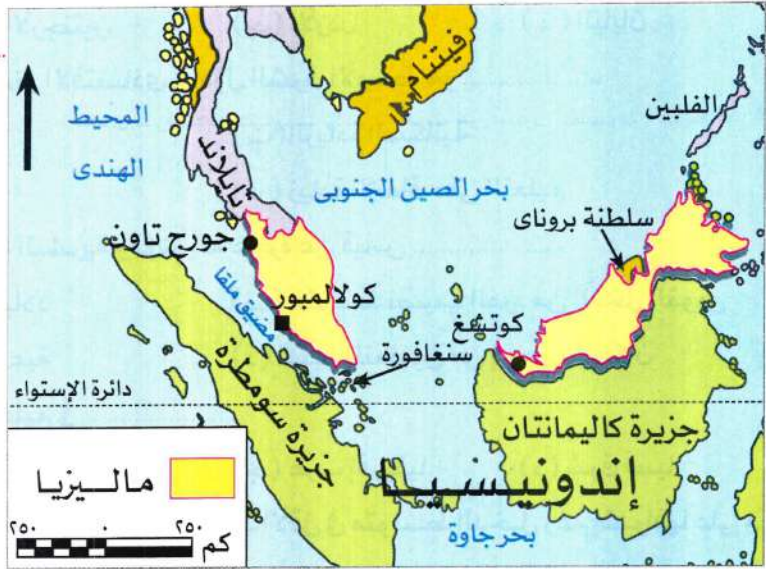 فيتنام
الفلبين
المحيط
الهندى
تايلاند
بحر الصين الجنوبى
سلطنة بروناى
جورج تاون
كولالمبور
مضيق ملقا
كوتشنغ
سنغافورة
دائرة الإستواء
جزيرة سومطرة
جزيرة كاليمانتان
إندونيسيا
بحر جاوة
ماليزيا
٢٥٠ ٠ ٢٥٠
كم